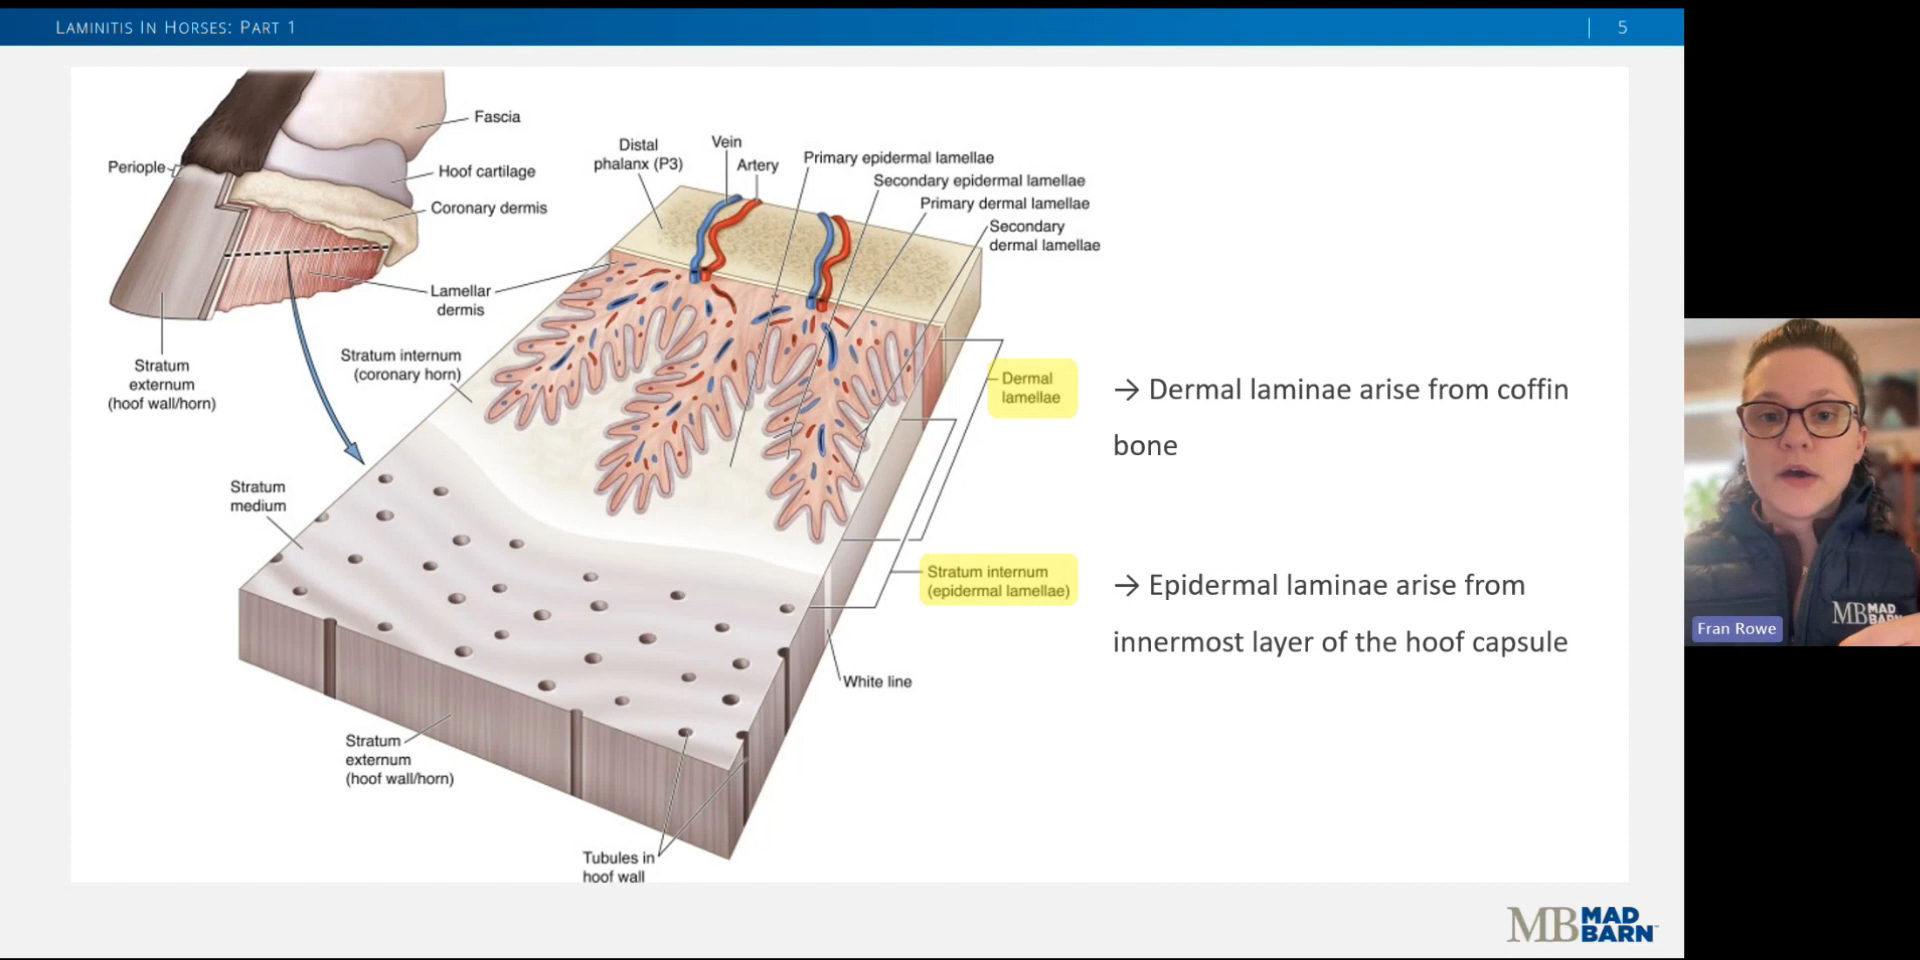 LAMINITIS IN HORSES: PART 1
5
Fascia
Periople
Hoof cartilage
Coronary dermis
Lamellar
dermis
Stratum
externum
(hoof wall/horn)
Distal
phalanx (P3)
Vein
Artery
Primary epidermal lamellae
Secondary epidermal lamellae
Primary dermal lamellae
Secondary
dermal lamellae
Stratum internum
(coronary horn)
Stratum
medium
Dermal
lamellae
Stratum internum
(epidermal lamellae)
White line
Stratum
externum
(hoof wall/horn)
Tubules in
hoof wall
→ Dermal laminae arise from coffin
bone
→ Epidermal laminae arise from
innermost layer of the hoof capsule
MB MAD
BARN
Fran Rowe
MB MAD
BARN